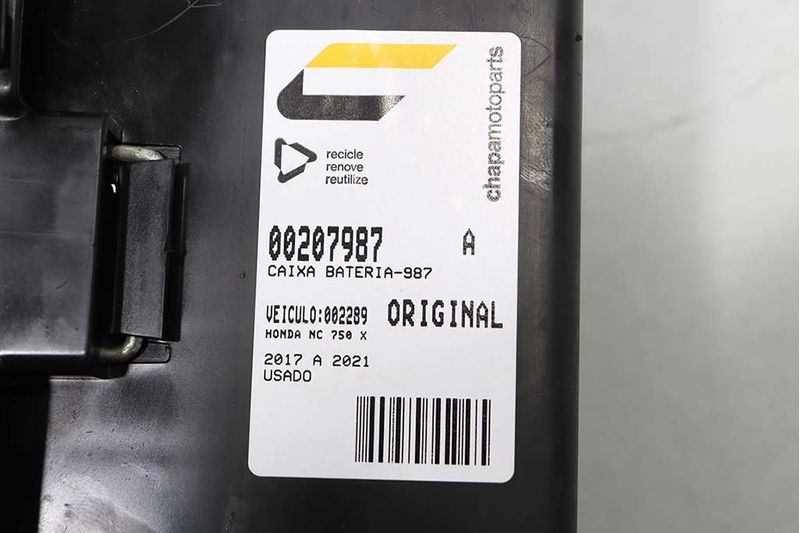 chapamotoparts
recicle
renove
reutilize
00207987 A
CAIXA BATERIA-987
VEICULO:002289 ORIGINAL
HONDA NC 750 X
2017 A 2021
USADO